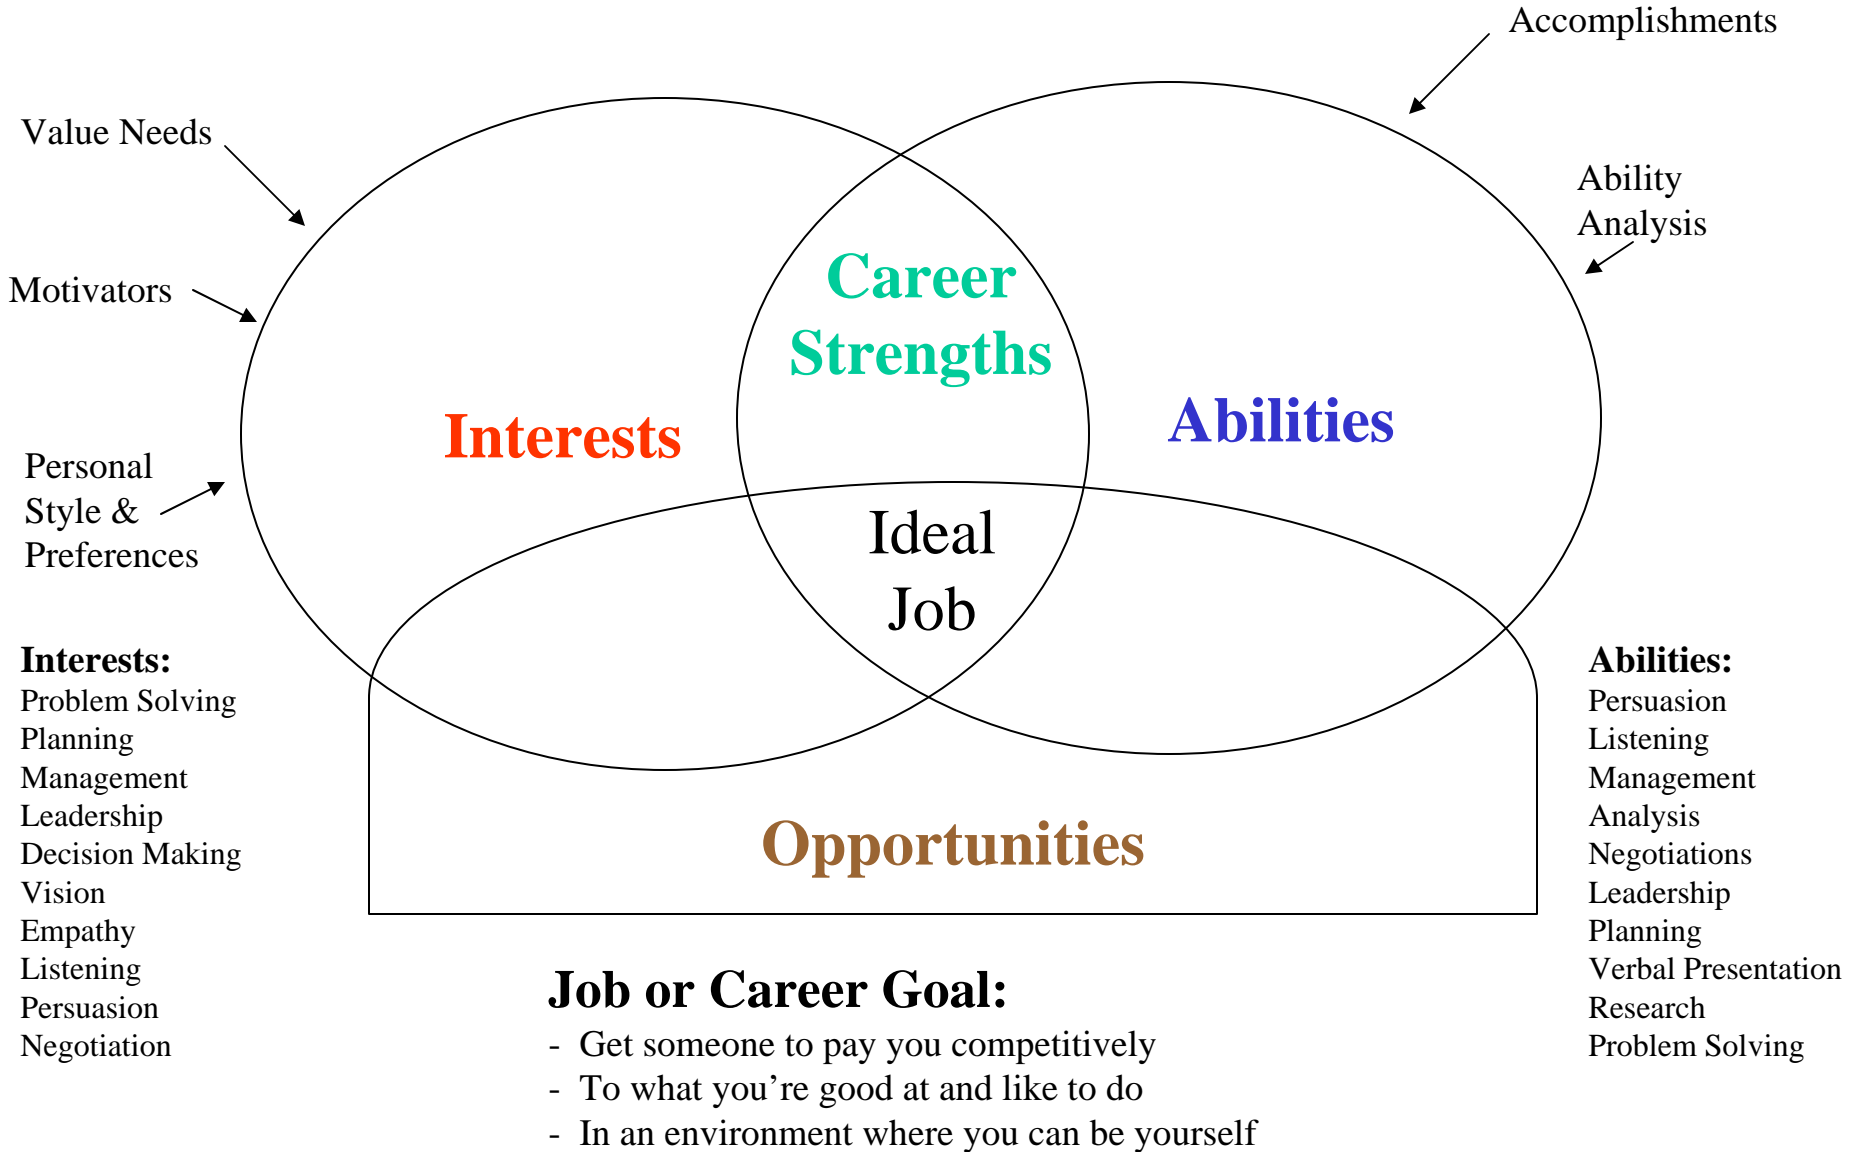 Accomplishments
Value Needs
Ability
Analysis
Motivators
Career
Strengths
Interests
Abilities
Personal
Style &
Preferences
Ideal
Job
Interests:
Problem Solving
Planning
Management
Leadership
Decision Making
Vision
Empathy
Listening
Persuasion
Negotiation
Opportunities
Abilities:
Persuasion
Listening
Management
Analysis
Negotiations
Leadership
Planning
Verbal Presentation
Research
Problem Solving
Job or Career Goal:
- Get someone to pay you competitively
- To what you’re good at and like to do
- In an environment where you can be yourself